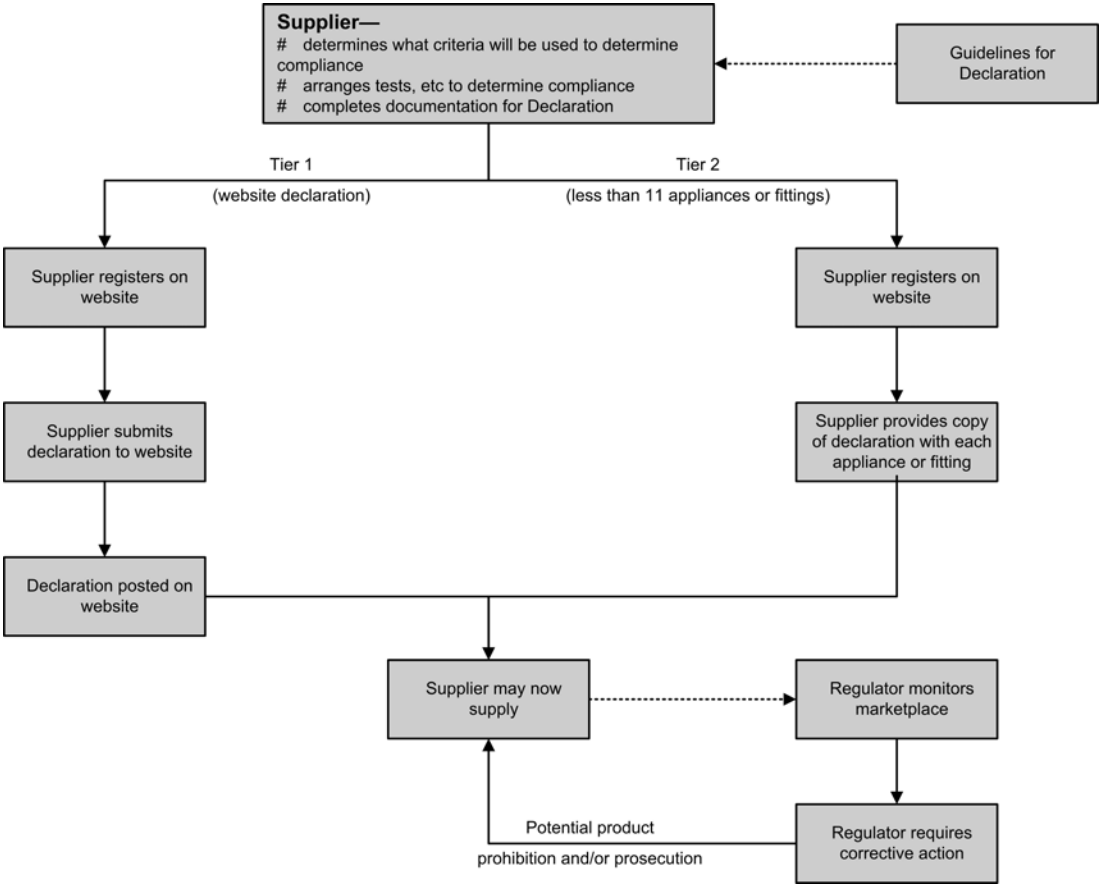 Supplier—
# determines what criteria will be used to determine
compliance
# arranges tests, etc to determine compliance
# completes documentation for Declaration
Guidelines for
Declaration
Tier 1
(website declaration)
Tier 2
(less than 11 appliances or fittings)
Supplier registers on
website
Supplier registers on
website
Supplier submits
declaration to website
Supplier provides copy
of declaration with each
appliance or fitting
Declaration posted on
website
Supplier may now
supply
Regulator monitors
marketplace
Potential product
prohibition and/or prosecution
Regulator requires
corrective action